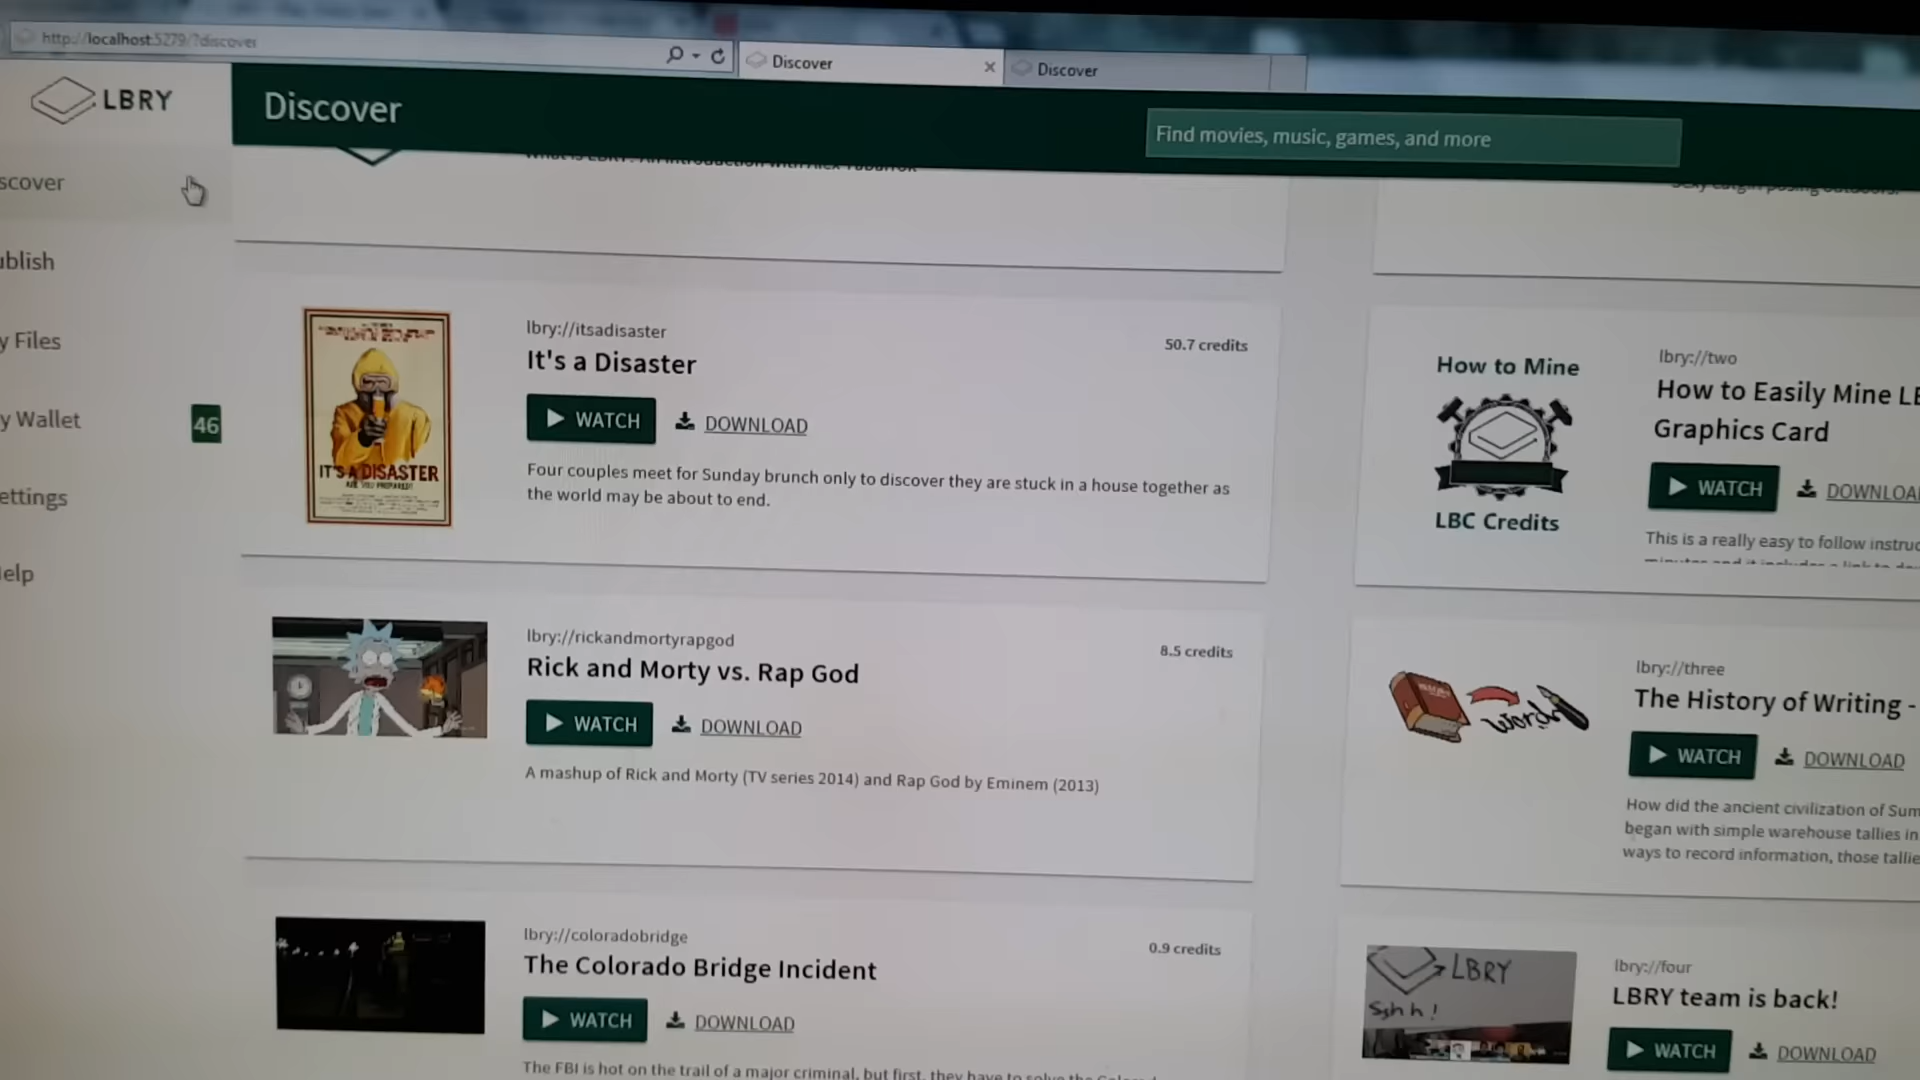 http://localhost:5279/?discover
Discover
Discover
LBRY
Discover
Find movies, music, games, and more
scover
ublish
y Files
y Wallet
46
ettings
elp
lbry://itsadisaster
50.7 credits
It's a Disaster
WATCH
DOWNLOAD
Four couples meet for Sunday brunch only to discover they are stuck in a house together as
the world may be about to end.
IT'S A DISASTER
ARE YOU PREPARED?
lbry://rickandmortyrapgod
8.5 credits
Rick and Morty vs. Rap God
WATCH
DOWNLOAD
A mashup of Rick and Morty (TV series 2014) and Rap God by Eminem (2013)
lbry://coloradobridge
0.9 credits
The Colorado Bridge Incident
WATCH
DOWNLOAD
The FBI is hot on the trail of a major criminal, but first, they have to solve the
How to Mine
LBC Credits
lbry://two
How to Easily Mine LB
Graphics Card
WATCH
DOWNLOA
This is a really easy to follow instruc
lbry://three
The History of Writing -
words
WATCH
DOWNLOAD
How did the ancient civilization of Sum
began with simple warehouse tallies in
ways to record information, those tallie
LBRY
Sshh!
lbry://four
LBRY team is back!
WATCH
DOWNLOAD